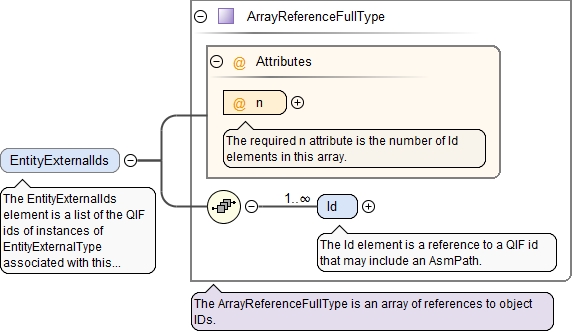 ArrayReferenceFullType
@ Attributes
@ n
The required n attribute is the number of Id
elements in this array.
EntityExternalIds
The EntityExternalIds
element is a list of the QIF
ids of instances of
EntityExternalType
associated with this...
1..∞
Id
The Id element is a reference to a QIF id
that may include an AsmPath.
The ArrayReferenceFullType is an array of references to object
IDs.